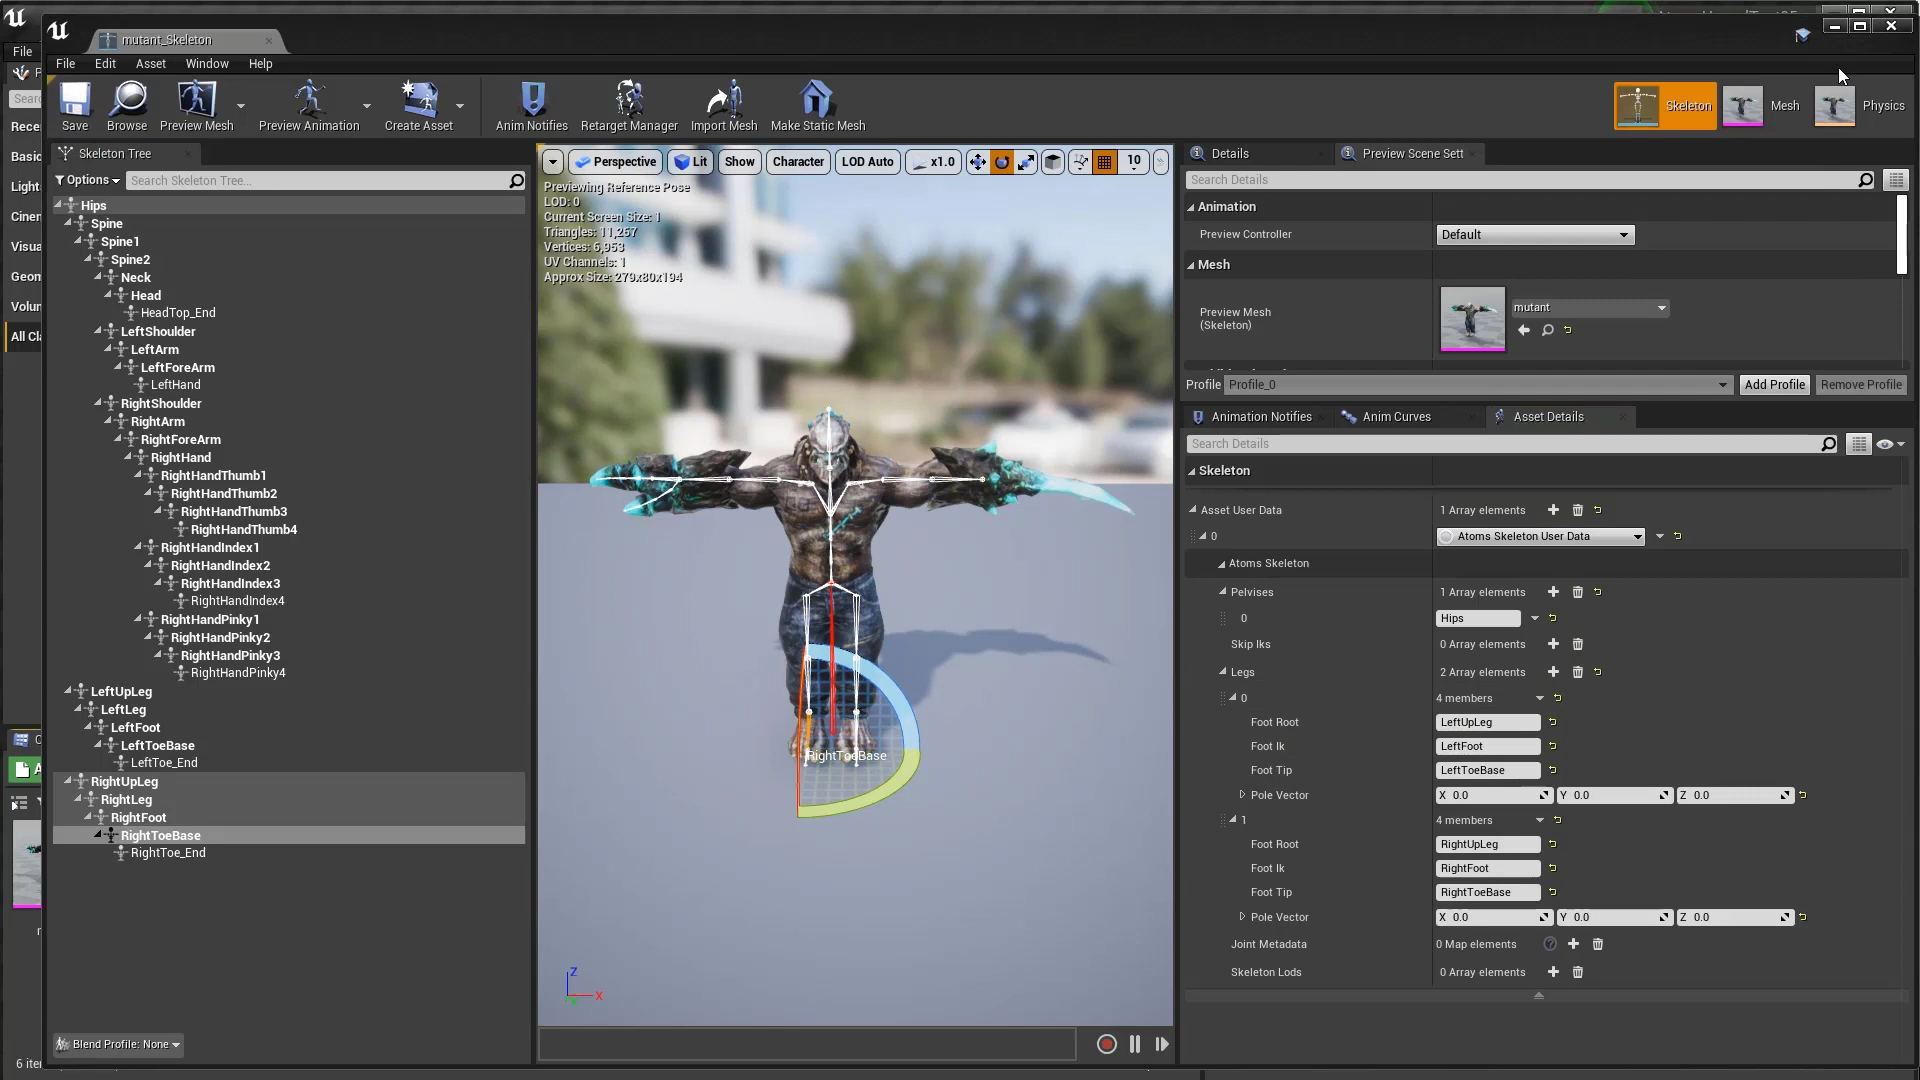 mutant_Skeleton
File
File Edit Asset Window Help
Save Browse Preview Mesh Preview Animation Create Asset Anim Notifies Retarget Manager Import Mesh Make Static Mesh
Skeleton Mesh Physics
Skeleton Tree
Options
Search Skeleton Tree...
Hips
Spine
Spine1
Spine2
Neck
Head
HeadTop_End
LeftShoulder
LeftArm
LeftForeArm
LeftHand
RightShoulder
RightArm
RightForeArm
RightHand
RightHandThumb1
RightHandThumb2
RightHandThumb3
RightHandThumb4
RightHandIndex1
RightHandIndex2
RightHandIndex3
RightHandIndex4
RightHandPinky1
RightHandPinky2
RightHandPinky3
RightHandPinky4
LeftUpLeg
LeftLeg
LeftFoot
LeftToeBase
LeftToe_End
RightUpLeg
RightLeg
RightFoot
RightToeBase
RightToe_End
Blend Profile: None
Perspective Lit Show Character LOD Auto x1.0 10
Previewing Reference Pose
LOD: 0
Current Screen Size: 1
Triangles: 11,267
Vertices: 6,953
UV Channels: 1
Approx Size: 279x80x194
RightToeBase
Z
X
Details Preview Scene Sett
Search Details
Animation
Preview Controller Default
Mesh
Preview Mesh
(Skeleton)
mutant
Profile Profile_0 Add Profile Remove Profile
Animation Notifies Anim Curves Asset Details
Search Details
Skeleton
Asset User Data 1 Array elements
0 Atoms Skeleton User Data
Atoms Skeleton
Pelvises 1 Array elements
0 Hips
Skip Iks 0 Array elements
Legs 2 Array elements
0 4 members
Foot Root LeftUpLeg
Foot Ik LeftFoot
Foot Tip LeftToeBase
Pole Vector X 0.0 Y 0.0 Z 0.0
1 4 members
Foot Root RightUpLeg
Foot Ik RightFoot
Foot Tip RightToeBase
Pole Vector X 0.0 Y 0.0 Z 0.0
Joint Metadata 0 Map elements
Skeleton Lods 0 Array elements